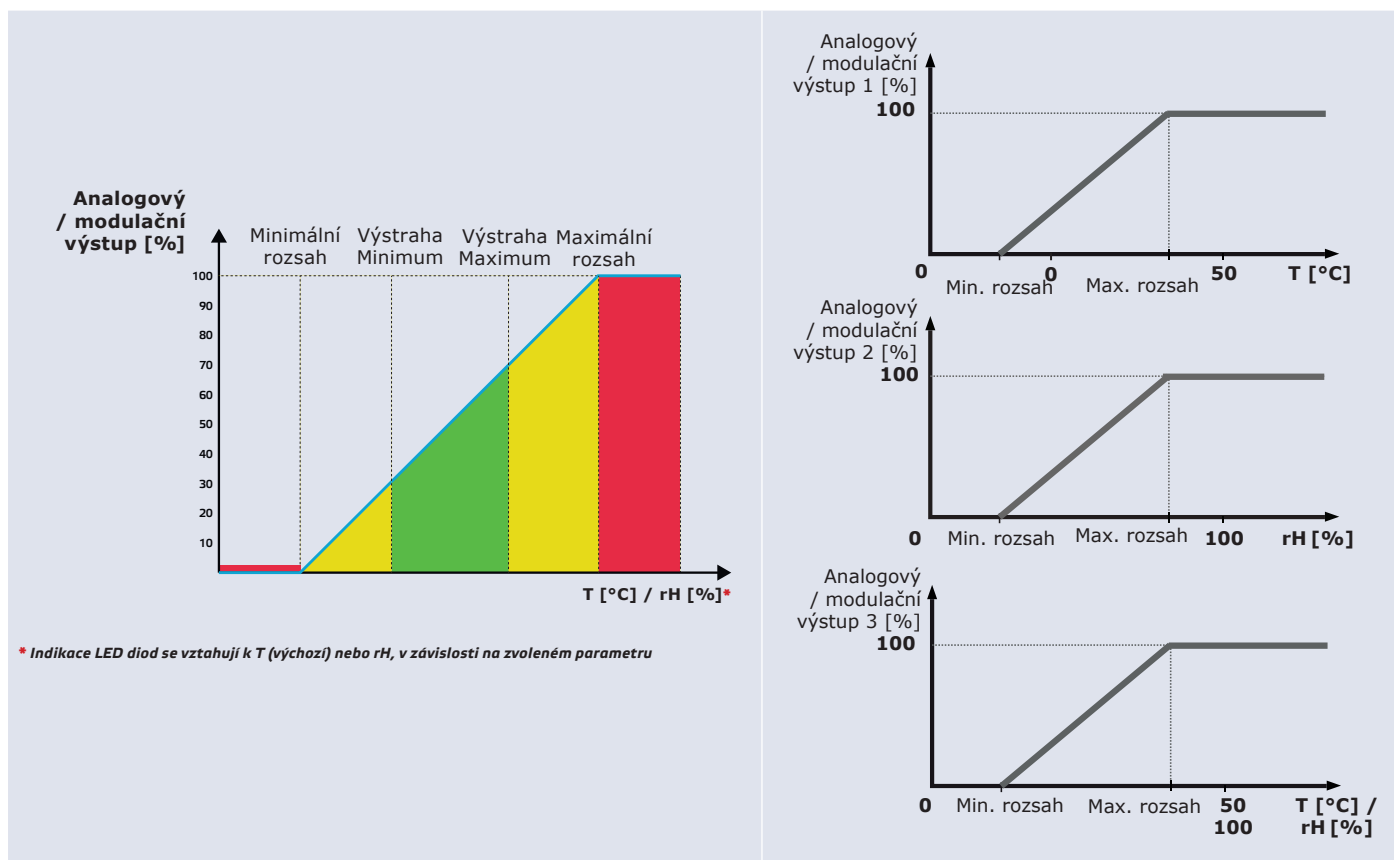 Analogový
/ modulační
výstup [%]
Minimální
rozsah
Výstraha
Minimum
Výstraha
Maximum
Maximální
rozsah
100
90
80
70
60
50
40
30
20
10
T [°C] / rH [%]*
* Indikace LED diod se vztahují k T (výchozí) nebo rH, v závislosti na zvoleném parametru
Analogový
/ modulační
výstup 1 [%]
100
0
0
50
T [°C]
Min. rozsah
Max. rozsah
Analogový
/ modulační
výstup 2 [%]
100
0
Min. rozsah
Max. rozsah
100
rH [%]
Analogový
/ modulační
výstup 3 [%]
100
0
Min. rozsah
Max. rozsah
50
100
T [°C] /
rH [%]